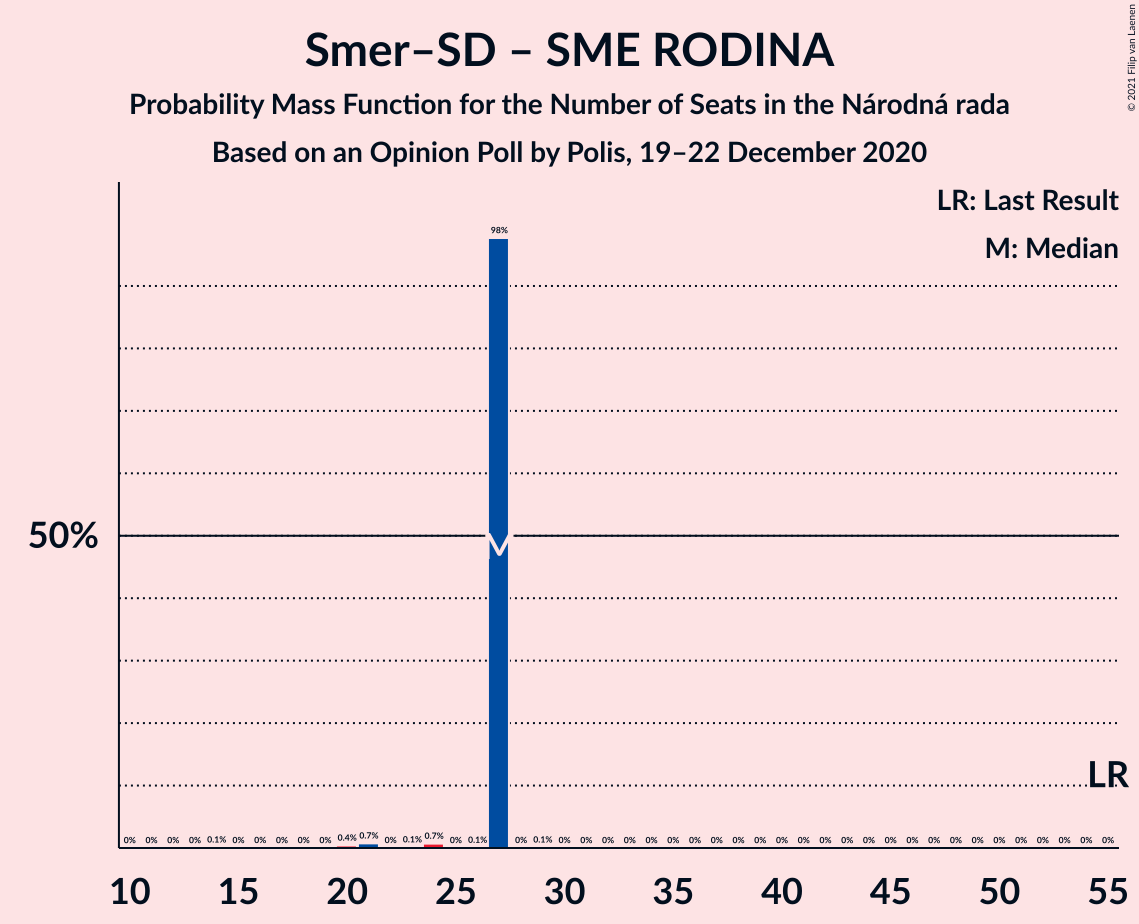 Smer–SD – SME RODINA
Probability Mass Function for the Number of Seats in the Národná rada
Based on an Opinion Poll by Polis, 19–22 December 2020
© 2021 Filip van Laenen
LR: Last Result
M: Median
98%
50%
M
LR
0% 0% 0% 0% 0.1% 0% 0% 0% 0% 0% 0.4% 0.7% 0% 0.1% 0.7% 0% 0.1% 0% 0.1% 0% 0% 0% 0% 0% 0% 0% 0% 0% 0% 0% 0% 0% 0% 0% 0% 0% 0% 0% 0% 0% 0% 0% 0% 0% 0%
10 15 20 25 30 35 40 45 50 55